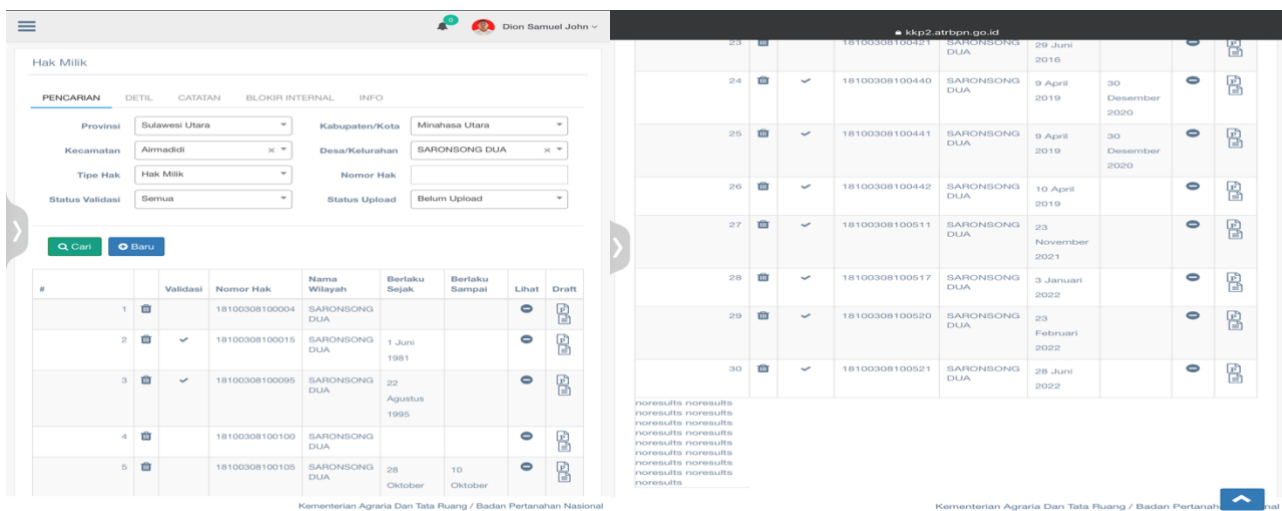 0
Dion Samuel John
Hak Milik
PENCARIAN DETIL CATATAN BLOKIR INTERNAL INFO
Provinsi Sulawesi Utara Kabupaten/Kota Minahasa Utara
Kecamatan Airmadidi Desa/Kelurahan SARONSONG DUA
Tipe Hak Hak Milik Nomor Hak
Status Validasi Semua Status Upload Belum Upload
Cari Baru
# Validasi Nomor Hak Nama Wilayah Berlaku Sejak Berlaku Sampai Lihat Draft
1 18100308100004 SARONSONG
DUA
2 18100308100015 SARONSONG
DUA
1 Juni
1981
3 18100308100095 SARONSONG
DUA
22
Agustus
1995
4 18100308100100 SARONSONG
DUA
5 18100308100105 SARONSONG
DUA
28 10
Oktober Oktober
Kementerian Agraria Dan Tata Ruang / Badan Pertanahan Nasional
kkp2.atrbpn.go.id
23 18100308100421 SARONSONG
DUA
29 Juni
2016
24 18100308100440 SARONSONG
DUA
9 April 30
2019 Desember
2020
25 18100308100441 SARONSONG
DUA
9 April 30
2019 Desember
2020
26 18100308100442 SARONSONG
DUA
10 April
2019
27 18100308100511 SARONSONG
DUA
23
November
2021
28 18100308100517 SARONSONG
DUA
3 Januari
2022
29 18100308100520 SARONSONG
DUA
23
Februari
2022
30 18100308100521 SARONSONG
DUA
28 Juni
2022
noresults noresults
noresults noresults
noresults noresults
noresults noresults
noresults noresults
noresults noresults
noresults noresults
noresults noresults
noresults
Kementerian Agraria Dan Tata Ruang / Badan Pertanah nal